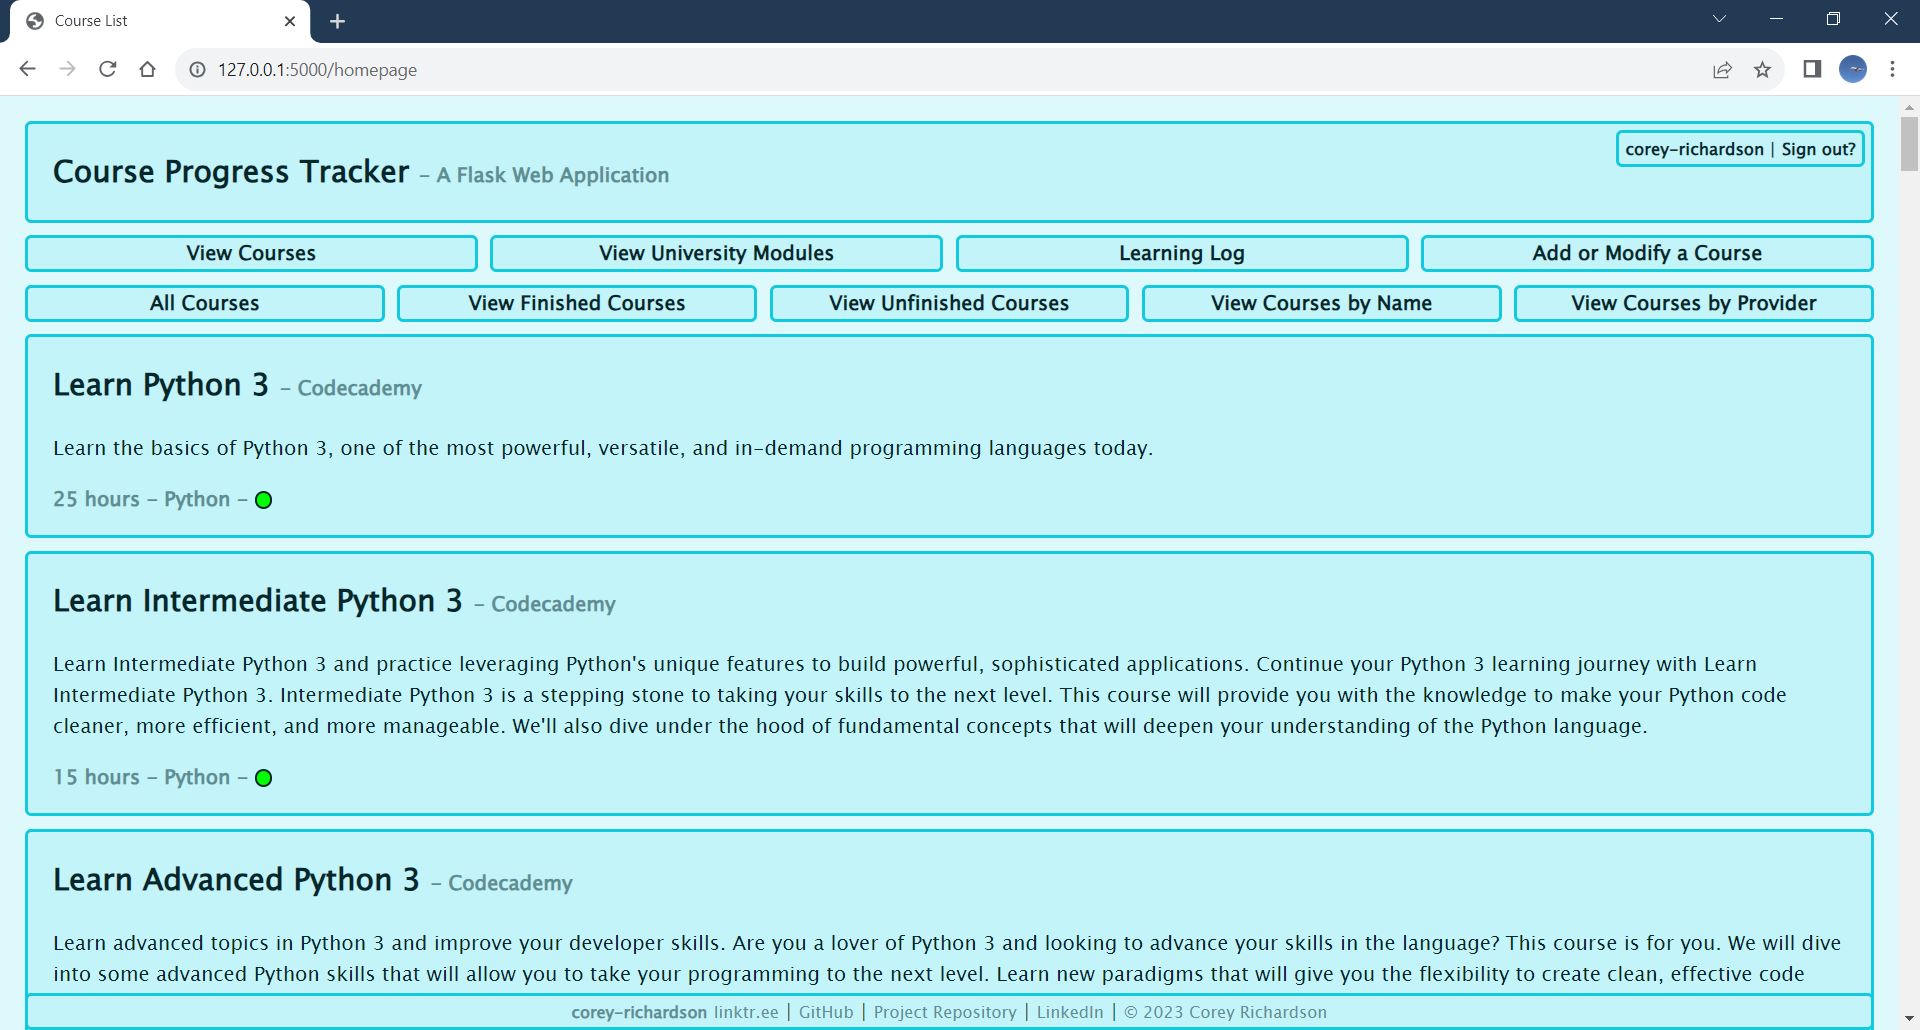 Course List
127.0.0.1:5000/homepage
corey-richardson | Sign out?
Course Progress Tracker - A Flask Web Application
View Courses
View University Modules
Learning Log
Add or Modify a Course
All Courses
View Finished Courses
View Unfinished Courses
View Courses by Name
View Courses by Provider
Learn Python 3 - Codecademy
Learn the basics of Python 3, one of the most powerful, versatile, and in-demand programming languages today.
25 hours - Python -
Learn Intermediate Python 3 - Codecademy
Learn Intermediate Python 3 and practice leveraging Python's unique features to build powerful, sophisticated applications. Continue your Python 3 learning journey with Learn
Intermediate Python 3. Intermediate Python 3 is a stepping stone to taking your skills to the next level. This course will provide you with the knowledge to make your Python code
cleaner, more efficient, and more manageable. We'll also dive under the hood of fundamental concepts that will deepen your understanding of the Python language.
15 hours - Python -
Learn Advanced Python 3 - Codecademy
Learn advanced topics in Python 3 and improve your developer skills. Are you a lover of Python 3 and looking to advance your skills in the language? This course is for you. We will dive
into some advanced Python skills that will allow you to take your programming to the next level. Learn new paradigms that will give you the flexibility to create clean, effective code
corey-richardson linktr.ee | GitHub | Project Repository | LinkedIn | © 2023 Corey Richardson